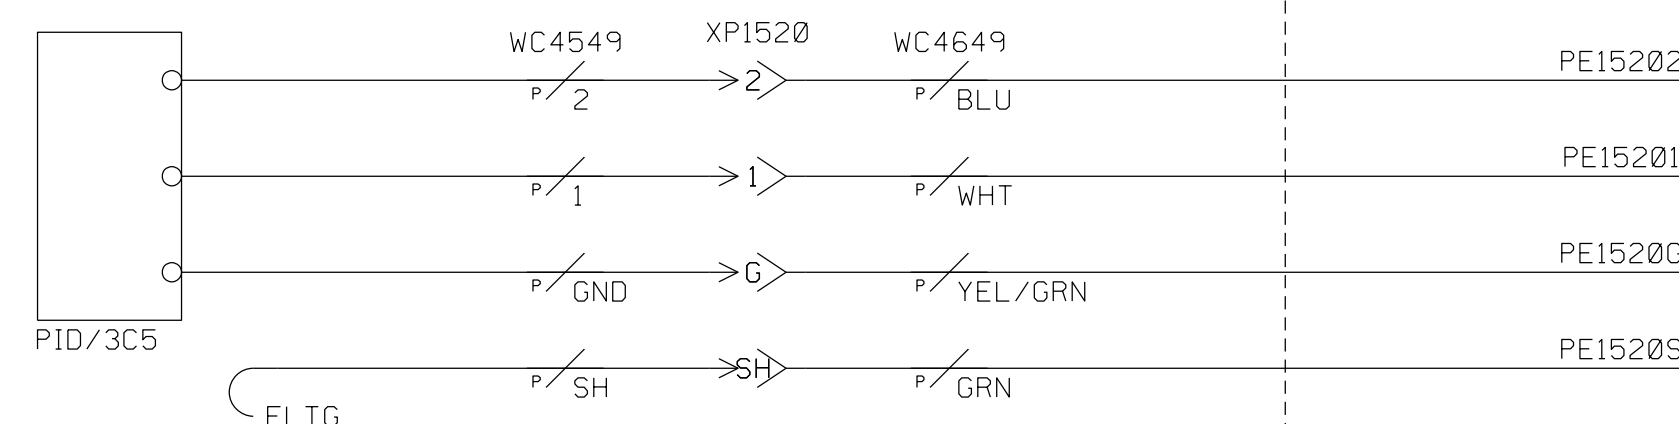 WC4549 XP1520 WC4649
PE15202
P 2 2 P BLU
PE15201
P 1 1 P WHT
PE1520G
P GND G P YEL/GRN
PID/3C5
PE1520S
P SH SH P GRN